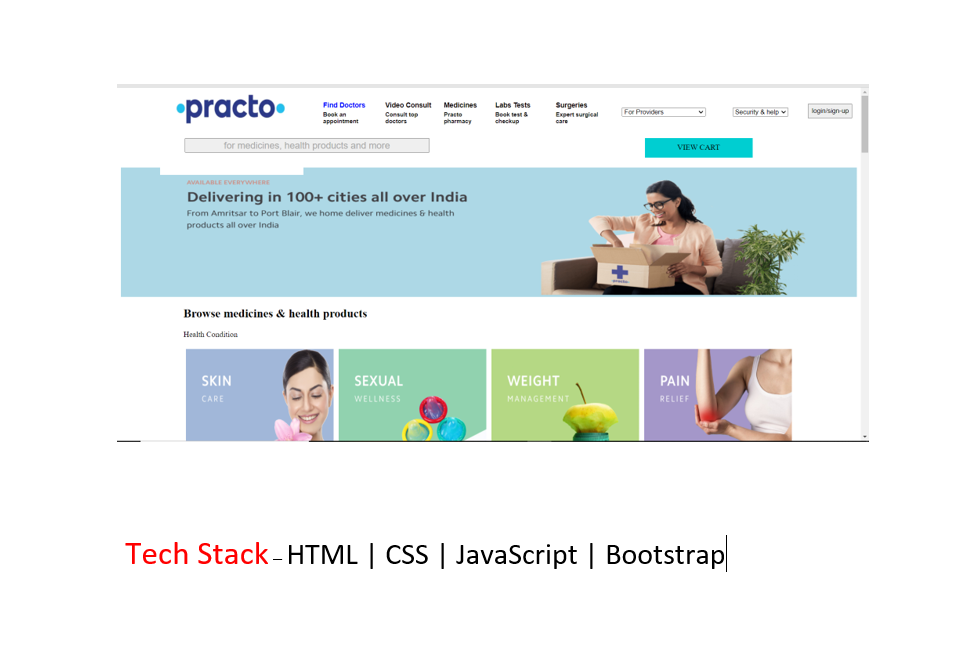 practo
Find Doctors
Book an
appointment
Video Consult
Consult top
doctors
Medicines
Practo
pharmacy
Labs Tests
Book test &
checkup
Surgeries
Expert surgical
care
For Providers
Security & help
login/sign-up
for medicines, health products and more
VIEW CART
AVAILABLE EVERYWHERE
Delivering in 100+ cities all over India
From Amritsar to Port Blair, we home deliver medicines & health
products all over India
practo
Browse medicines & health products
Health Condition
SKIN
CARE
SEXUAL
WELLNESS
WEIGHT
MANAGEMENT
PAIN
RELIEF
Tech Stack – HTML | CSS | JavaScript | Bootstrap